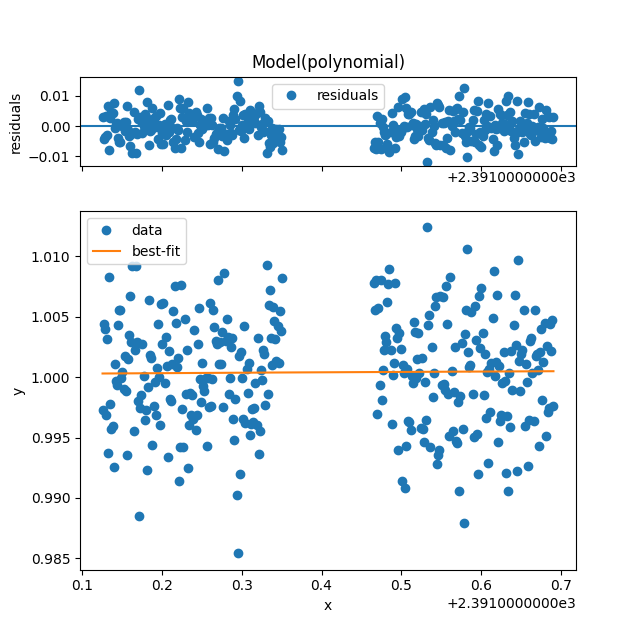 Model(polynomial)
residuals
0.01
0.00
−0.01
residuals
+2.3910000000e3
y
1.010
1.005
1.000
0.995
0.990
0.985
data
best-fit
0.1 0.2 0.3 0.4 0.5 0.6 0.7
x
+2.3910000000e3